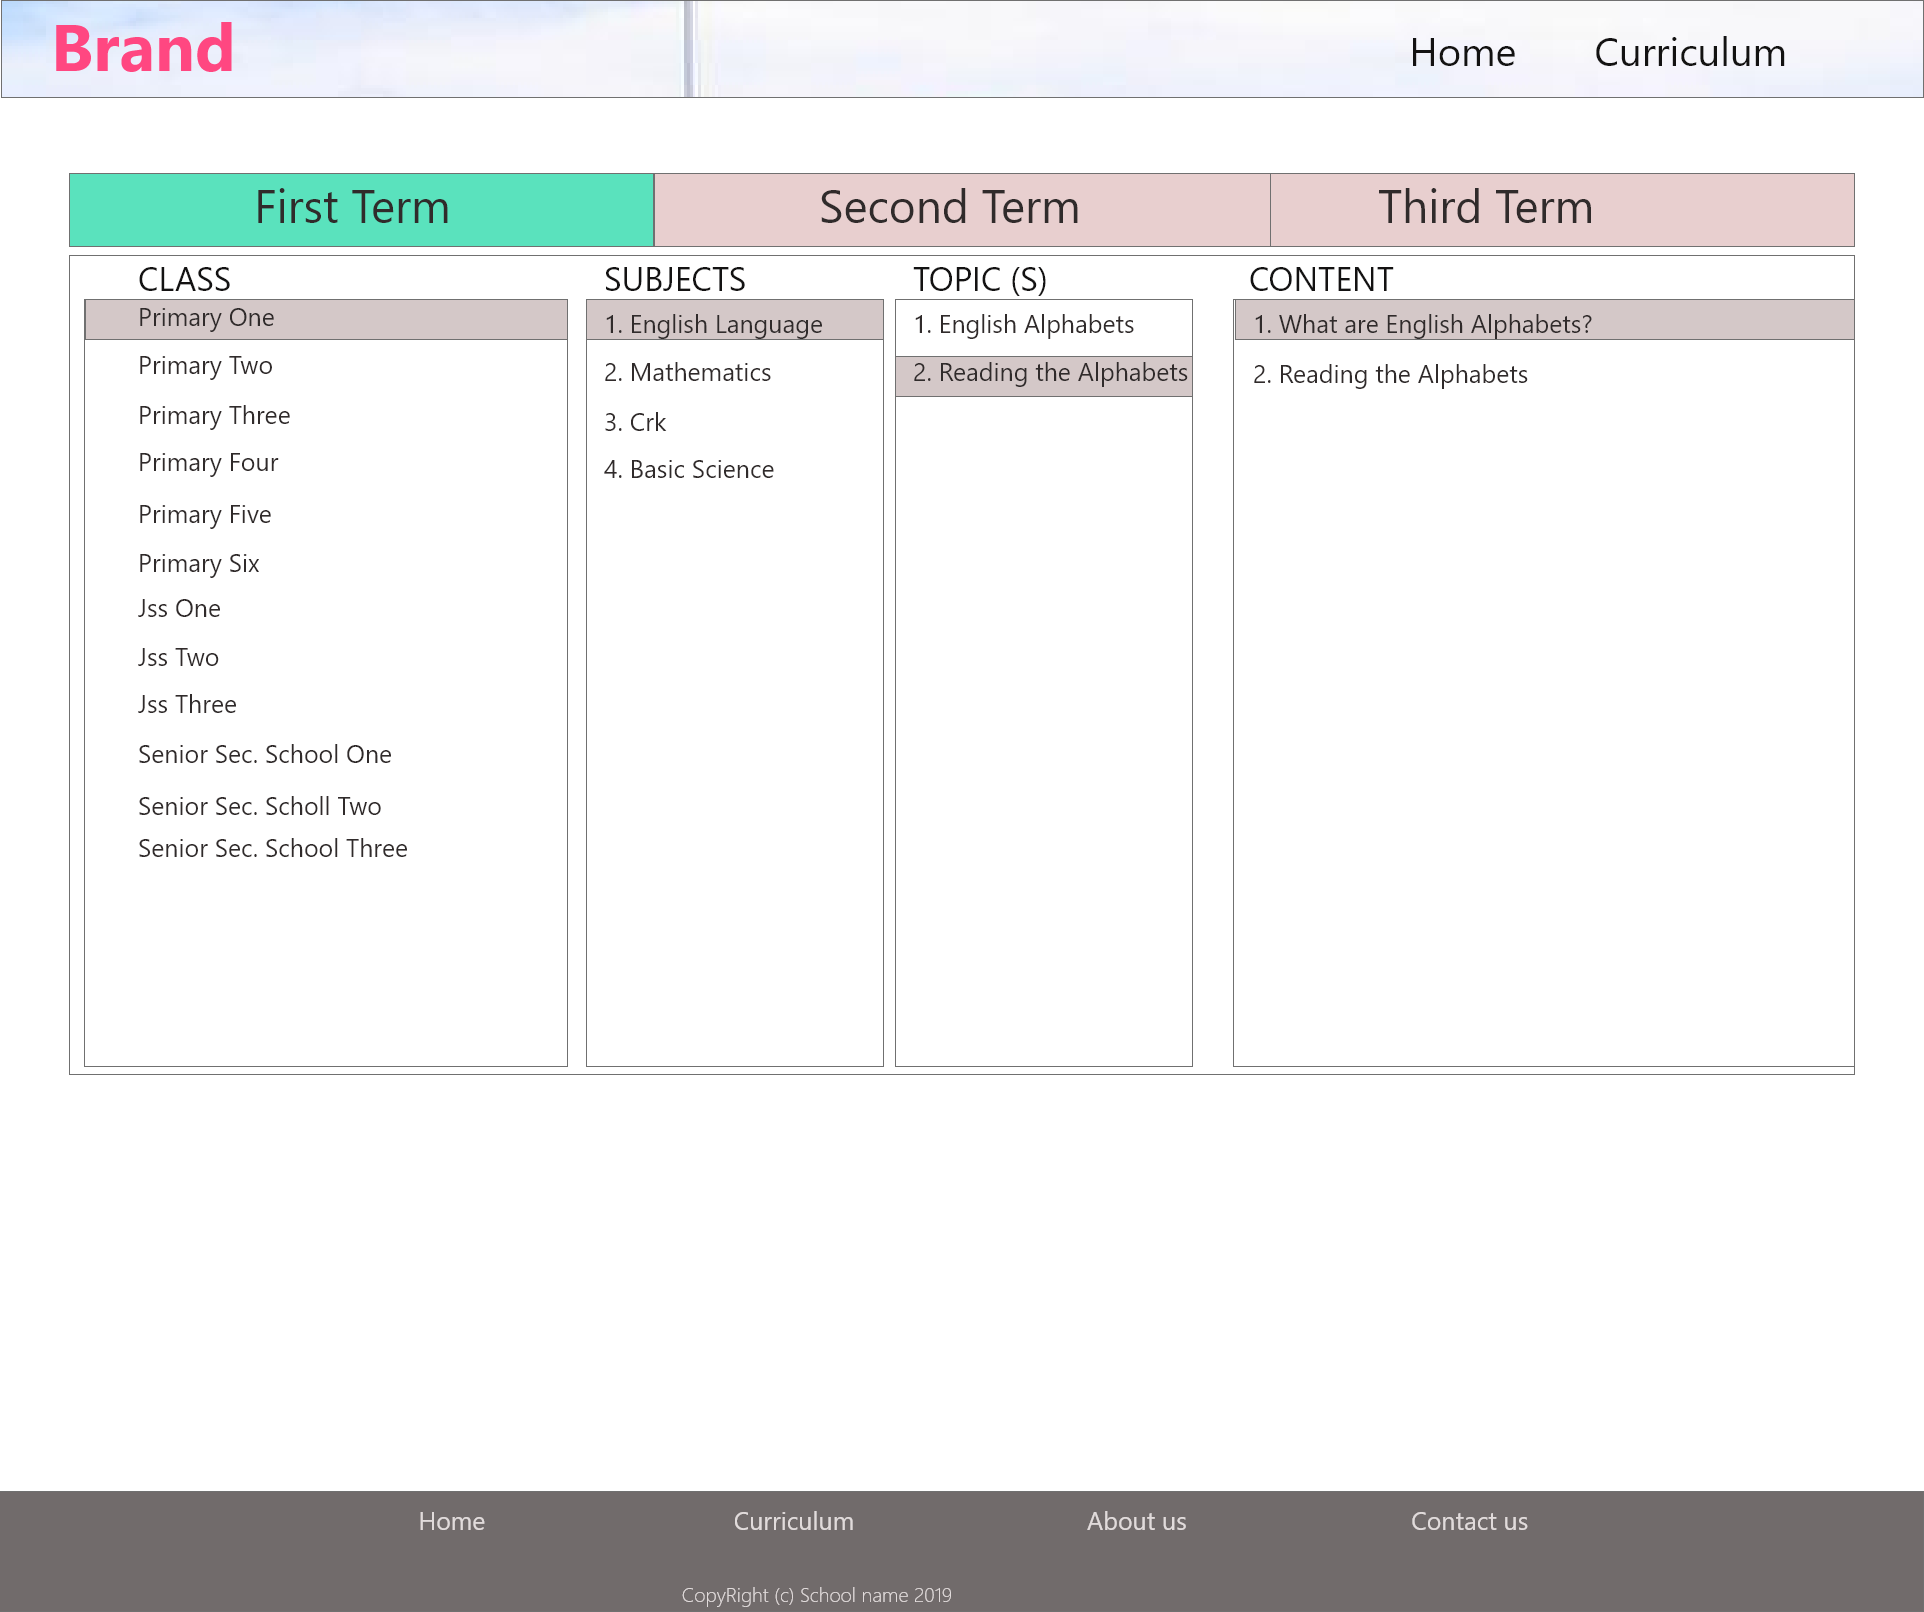 Brand
Home Curriculum
First Term Second Term Third Term
CLASS
Primary One
Primary Two
Primary Three
Primary Four
Primary Five
Primary Six
Jss One
Jss Two
Jss Three
Senior Sec. School One
Senior Sec. Scholl Two
Senior Sec. School Three
SUBJECTS
1. English Language
2. Mathematics
3. Crk
4. Basic Science
TOPIC (S)
1. English Alphabets
2. Reading the Alphabets
CONTENT
1. What are English Alphabets?
2. Reading the Alphabets
Home Curriculum About us Contact us
CopyRight (c) School name 2019